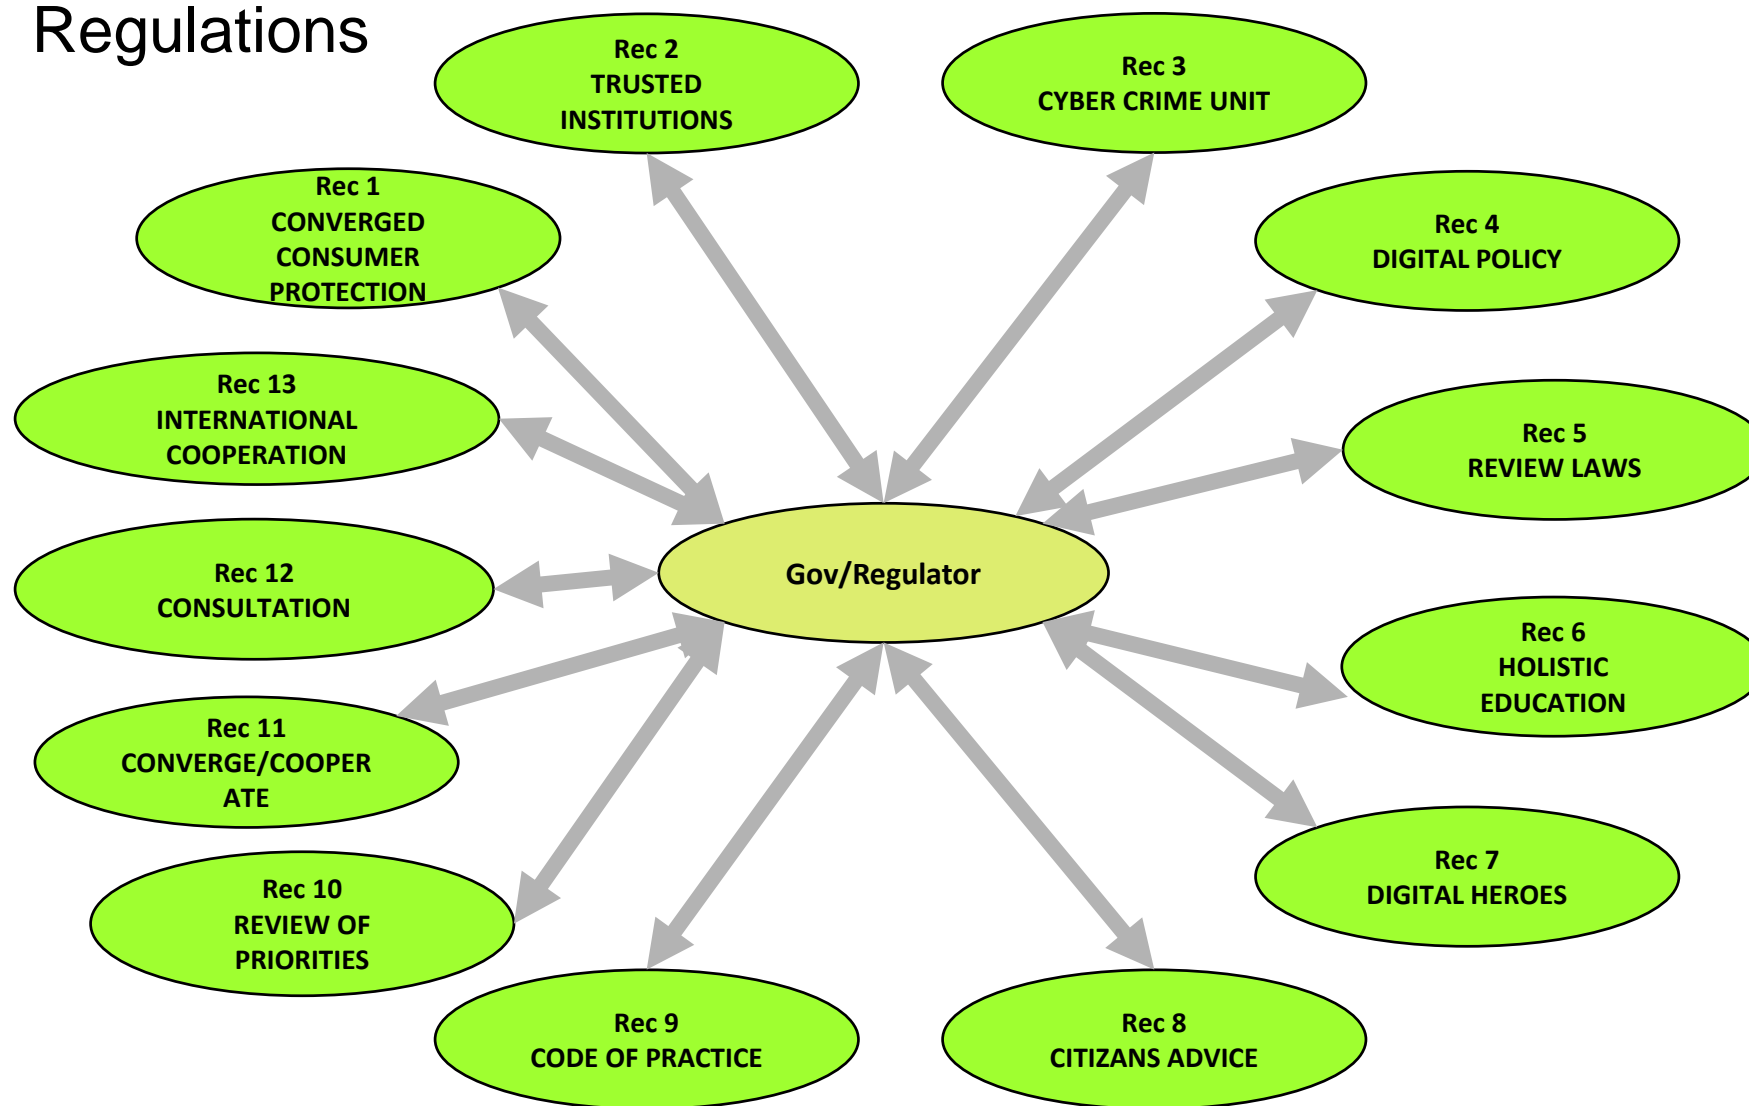 Regulations
Rec 2
TRUSTED
INSTITUTIONS
Rec 3
CYBER CRIME UNIT
Rec 1
CONVERGED
CONSUMER
PROTECTION
Rec 4
DIGITAL POLICY
Rec 13
INTERNATIONAL
COOPERATION
Rec 5
REVIEW LAWS
Rec 12
CONSULTATION
Gov/Regulator
Rec 6
HOLISTIC
EDUCATION
Rec 11
CONVERGE/COOPER
ATE
Rec 7
DIGITAL HEROES
Rec 10
REVIEW OF
PRIORITIES
Rec 9
CODE OF PRACTICE
Rec 8
CITIZANS ADVICE